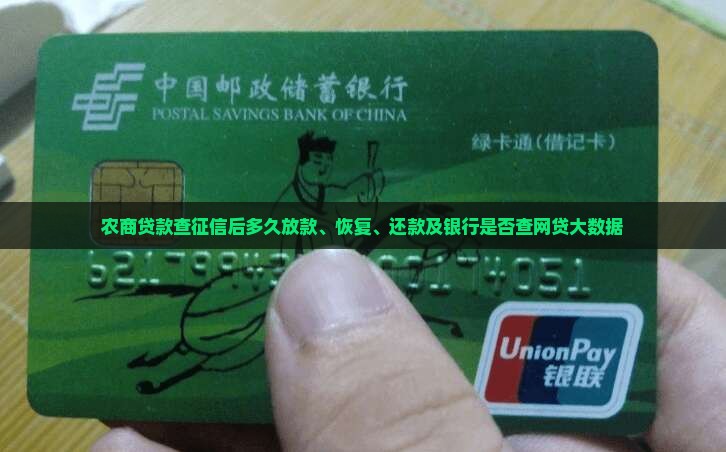 中国邮政储蓄银行
POSTAL SAVINGS BANK OF CHINA
绿卡通(借记卡)
农商贷款查征信后多久放款、恢复、还款及银行是否查网贷大数据
UnionPay
银联